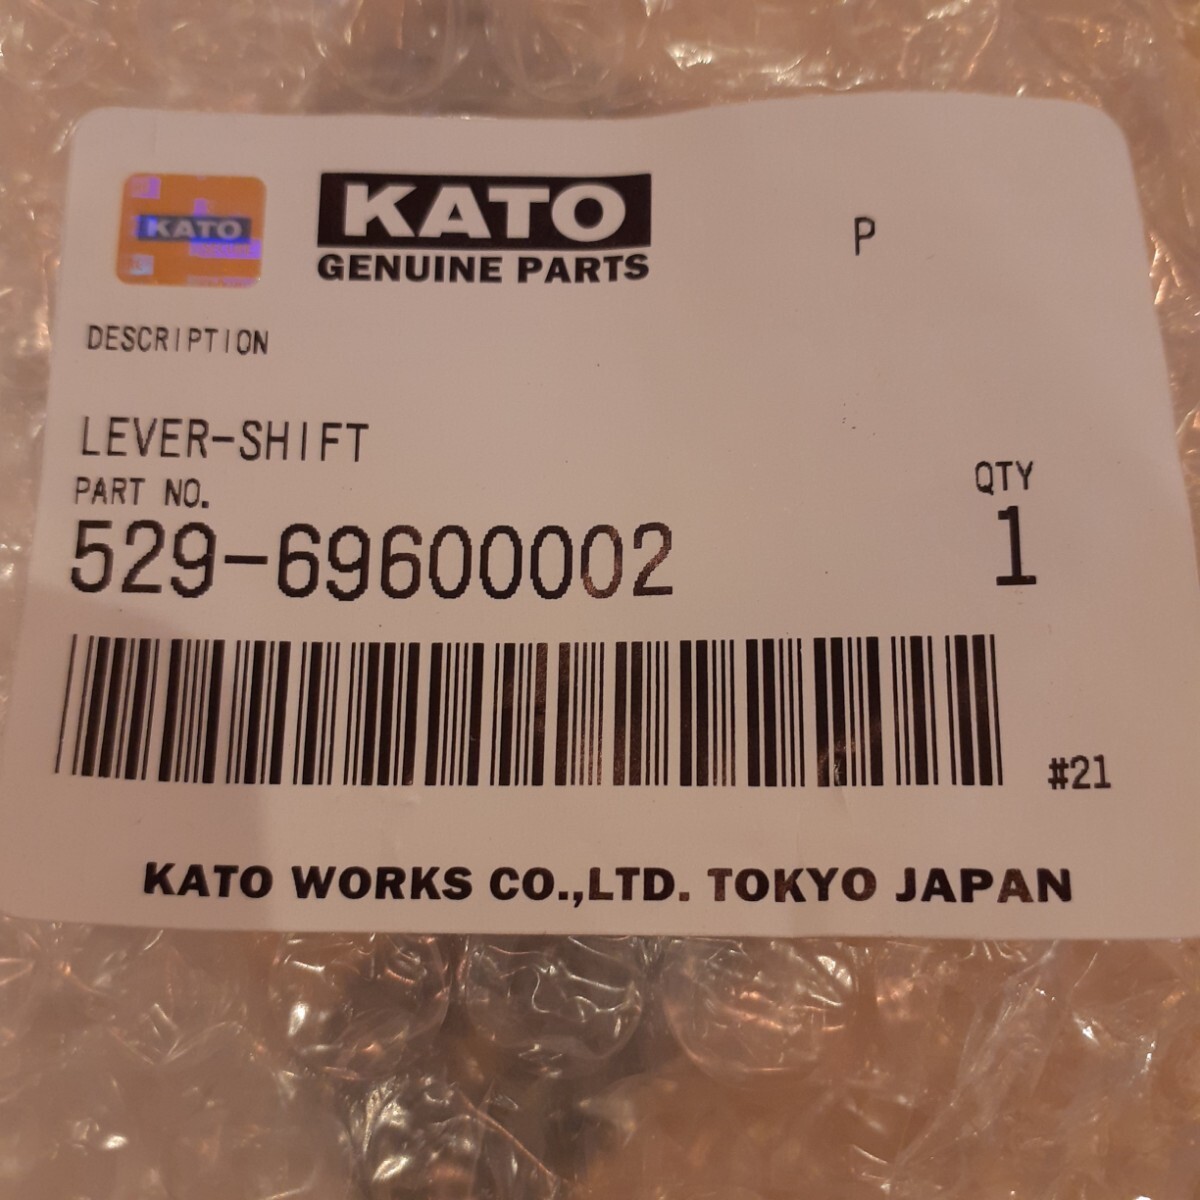 KATO
KATO
P
GENUINE PARTS
DESCRIPTION
LEVER-SHIFT
PART NO.
QTY
529-69600002
1
#21
KATO WORKS CO.,LTD. TOKYO JAPAN